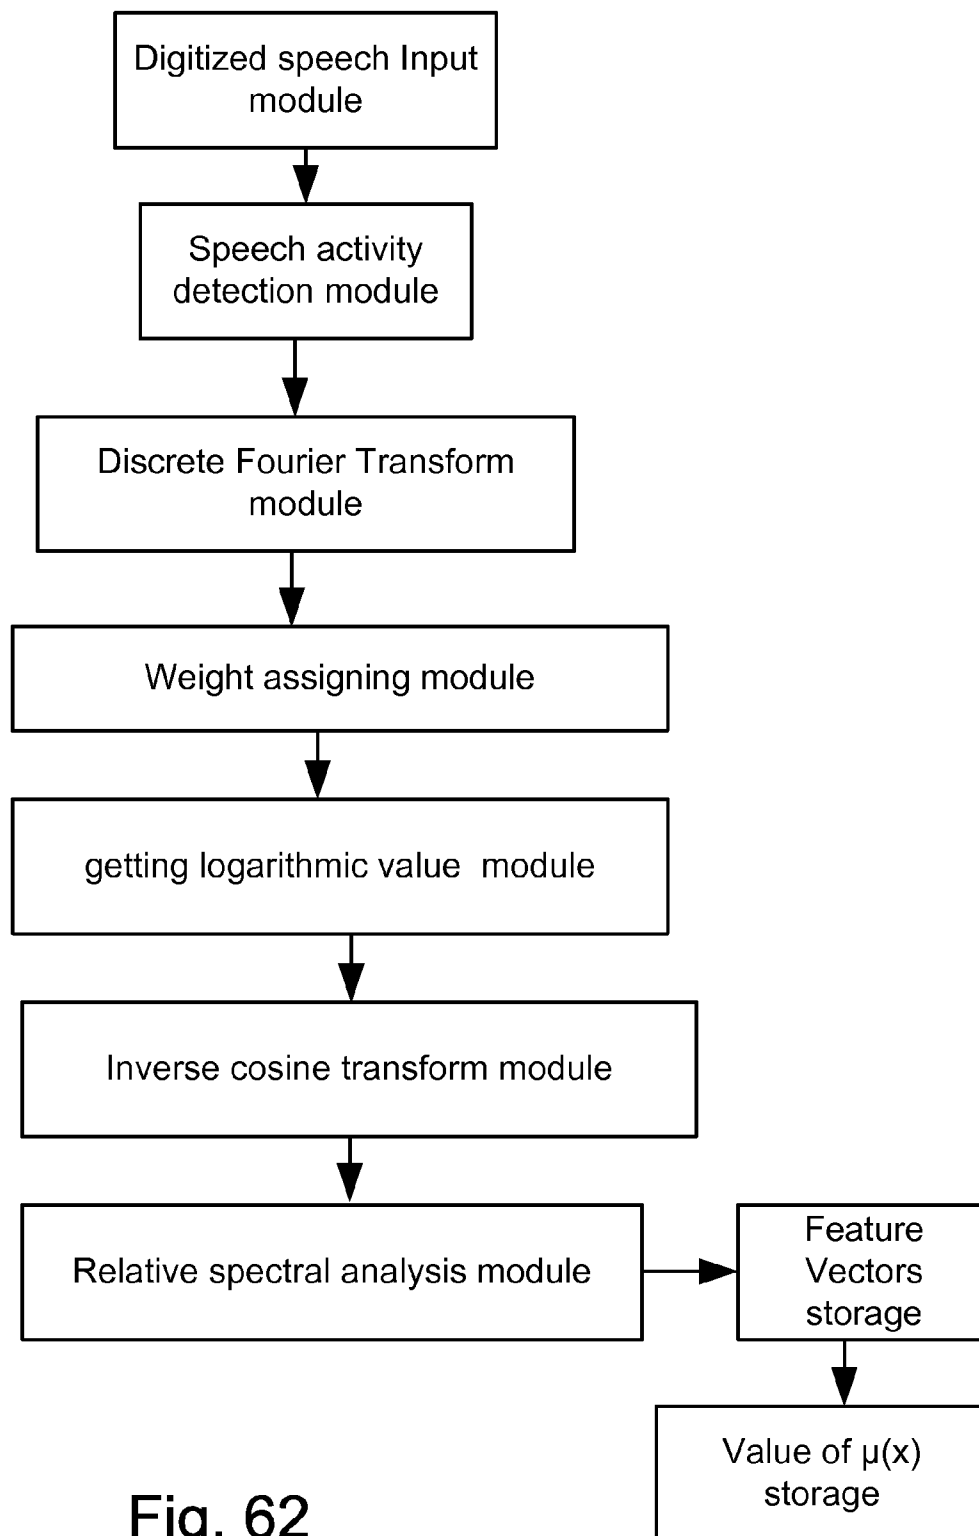 Digitized speech Input
module
Speech activity
detection module
Discrete Fourier Transform
module
Weight assigning module
getting logarithmic value  module
Inverse cosine transform module
Relative spectral analysis module
Feature
Vectors
storage
Value of μ(x)
storage
Fig. 62